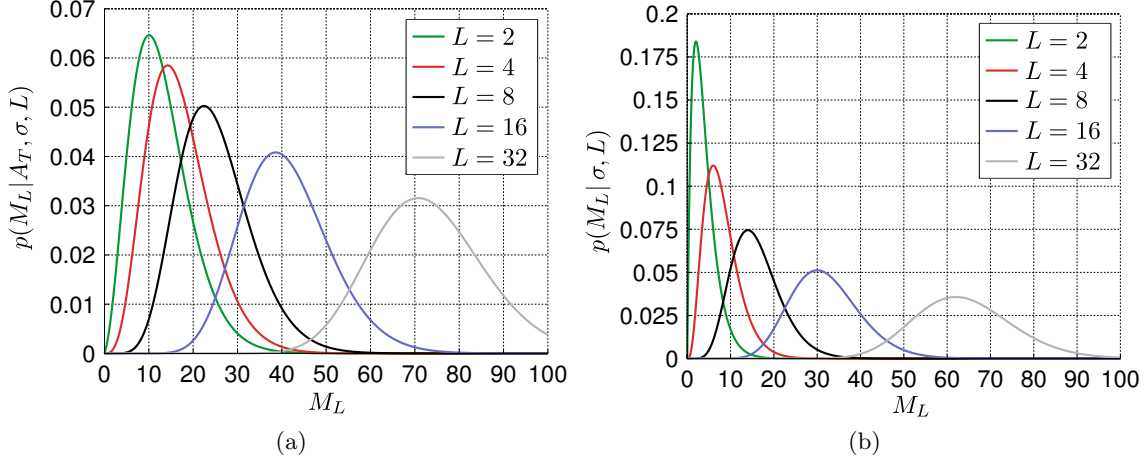 0.07
0.06
0.05
0.04
0.03
0.02
0.01
0
p(M_L|A_T, σ, L)
L = 2
L = 4
L = 8
L = 16
L = 32
0 10 20 30 40 50 60 70 80 90 100
M_L
(a)
0.2
0.175
0.15
0.125
0.1
0.075
0.05
0.025
0
p(M_L| σ, L)
L = 2
L = 4
L = 8
L = 16
L = 32
0 10 20 30 40 50 60 70 80 90 100
M_L
(b)